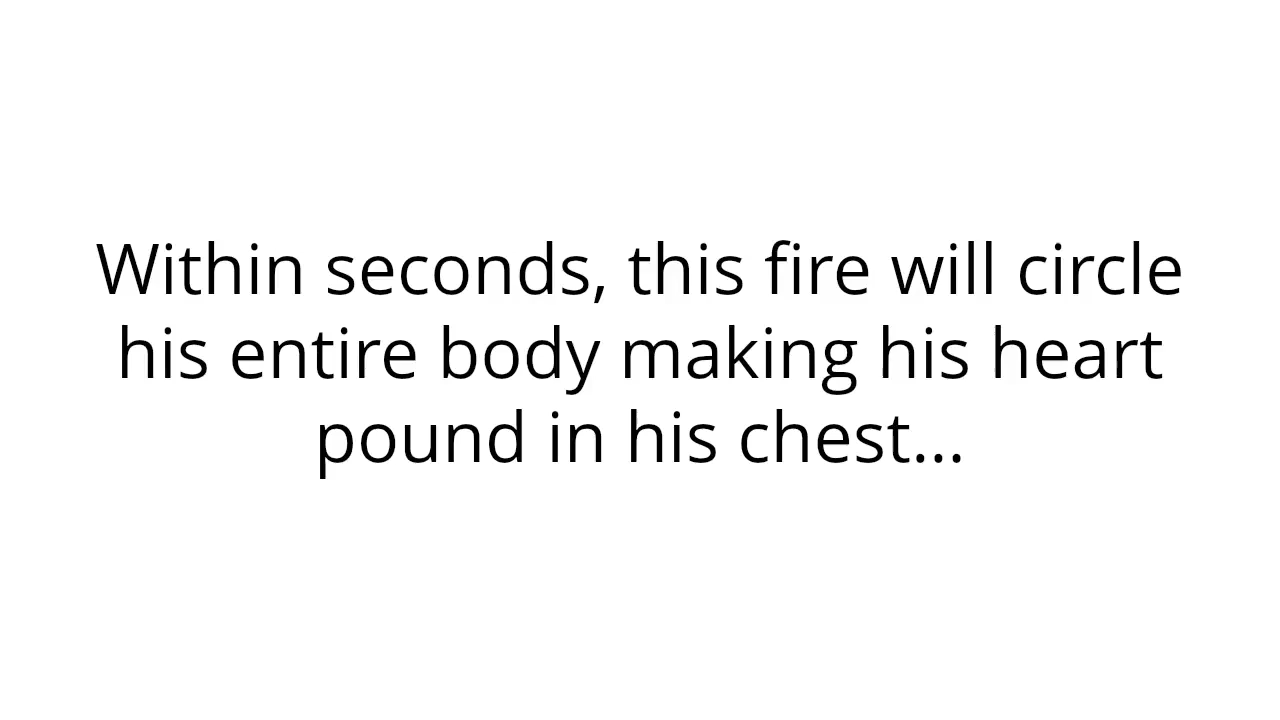 Within seconds, this fire will circle
his entire body making his heart
pound in his chest...